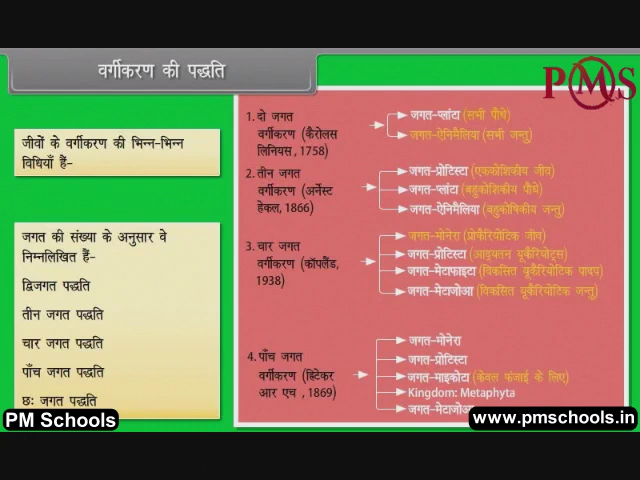 वर्गीकरण की पद्धति
PMS
जीवों के वर्गीकरण की भिन्न-भिन्न
विधियाँ हैं-
जगत की संख्या के अनुसार वे
निम्नलिखित हैं-
द्विजगत पद्धति
तीन जगत पद्धति
चार जगत पद्धति
पाँच जगत पद्धति
छः जगत पद्धति
1. दो जगत
वर्गीकरण (कैरोलस
लिनियस, 1758)
जगत-प्लांटा (सभी पौधे)
जगत-ऐनिमैलिया (सभी जन्तु)
2. तीन जगत
वर्गीकरण (अर्नेस्ट
हेकल, 1866)
जगत-प्रोटिस्टा (एककोशिकीय जीव)
जगत-प्लांटा (बहुकोशिकीय पौधे)
जगत-ऐनिमैलिया (बहुकोषिकीय जन्तु)
3. चार जगत
वर्गीकरण (कॉपलैंड,
1938)
जगत-मोनेरा (प्रोकैरियोटिक जीव)
जगत-प्रोटिस्टा (आद्यतन यूकैरियोट्स)
जगत-मेटाफाइटा (विकसित यूकैरियोटिक पादप)
जगत-मेटाजोआ (विकसित यूकैरियोटिक जन्तु)
4. पाँच जगत
वर्गीकरण (ह्विटेकर
आर एच, 1869)
जगत-मोनेरा
जगत-प्रोटिस्टा
जगत-माइकोटा (केवल फंजाई के लिए)
Kingdom: Metaphyta
जगत-मेटाजोआ
PM Schools
www.pmschools.in